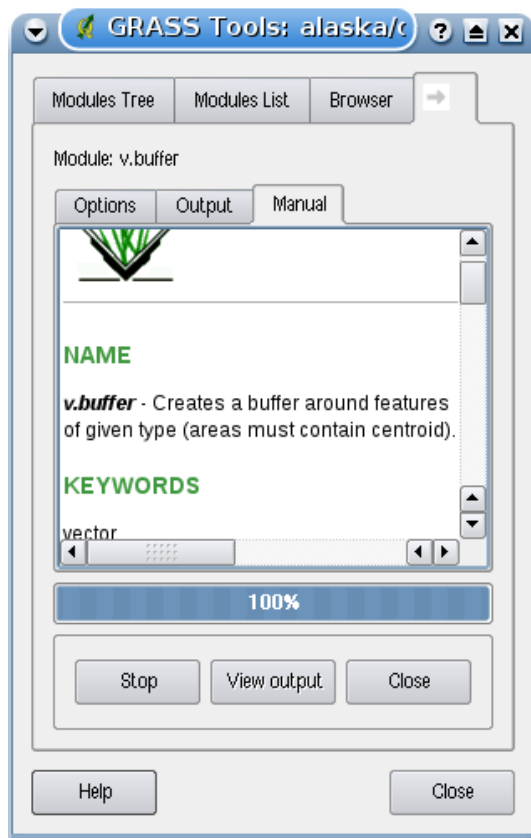 GRASS Tools: alaska/
Modules Tree Modules List Browser
Module: v.buffer
Options Output Manual
NAME
v.buffer - Creates a buffer around features
of given type (areas must contain centroid).
KEYWORDS
vector
100%
Stop View output Close
Help Close